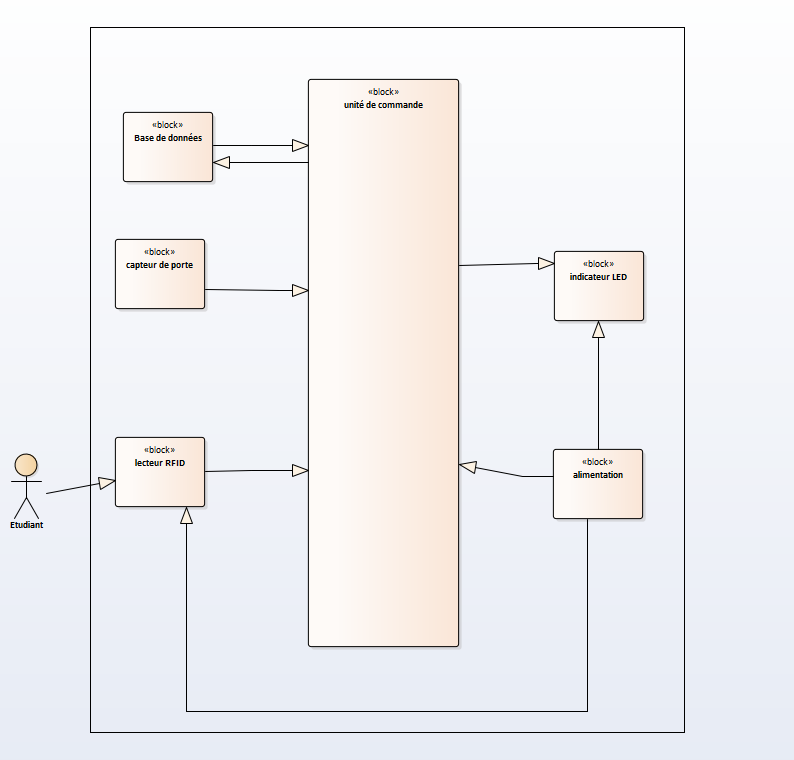 «block»
unité de commande
«block»
Base de données
«block»
capteur de porte
«block»
indicateur LED
«block»
lecteur RFID
«block»
alimentation
Etudiant